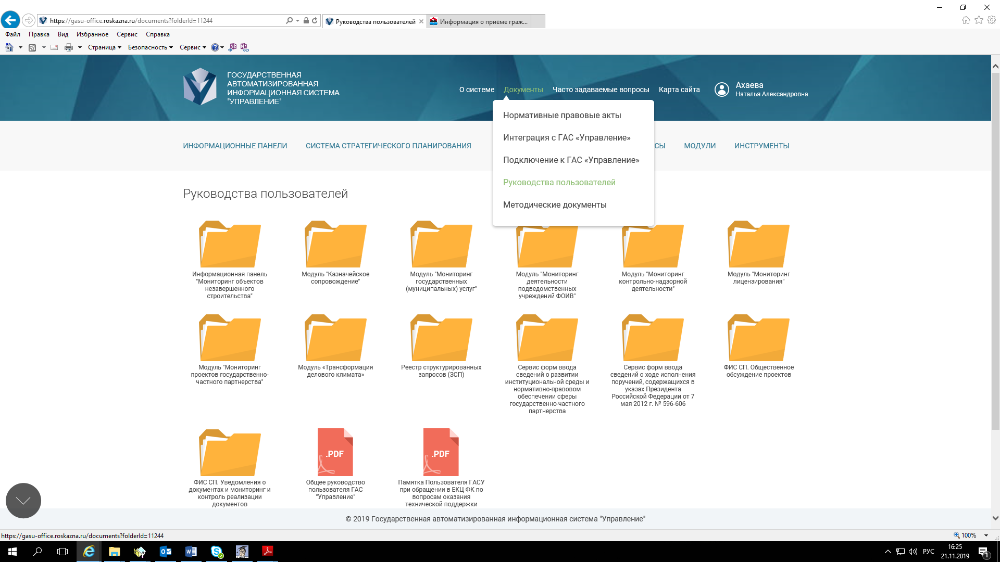 https://gasu-office.roskazna.ru/documents?folderId=11244
Руководства пользователей
Информация о приёме граж...
Файл Правка Вид Избранное Сервис Справка
Страница Безопасность Сервис
ГОСУДАРСТВЕННАЯ
АВТОМАТИЗИРОВАННАЯ
ИНФОРМАЦИОННАЯ СИСТЕМА
"УПРАВЛЕНИЕ"
О системе Документы Часто задаваемые вопросы Карта сайта
Ахаева
Наталья Александровна
Нормативные правовые акты
Интеграция с ГАС «Управление»
Подключение к ГАС «Управление»
Руководства пользователей
Методические документы
ИНФОРМАЦИОННЫЕ ПАНЕЛИ СИСТЕМА СТРАТЕГИЧЕСКОГО ПЛАНИРОВАНИЯ СЫ МОДУЛИ ИНСТРУМЕНТЫ
Руководства пользователей
Информационная панель
"Мониторинг объектов
незавершенного
строительства"
Модуль "Казначейское
сопровождение"
Модуль "Мониторинг
государственных
(муниципальных) услуг"
Модуль "Мониторинг
деятельности
подведомственных
учреждений ФОИВ"
Модуль "Мониторинг
контрольно-надзорной
деятельности"
Модуль "Мониторинг
лицензирования"
Модуль "Мониторинг
проектов государственно-
частного партнерства"
Модуль «Трансформация
делового климата»
Реестр структурированных
запросов (ЗСП)
Сервис форм ввода
сведений о развитии
институциональной среды и
нормативно-правовом
обеспечении сферы
государственно-частного
партнерства
Сервис форм ввода
сведений о ходе исполнения
поручений, содержащихся в
указах Президента
Российской Федерации от 7
мая 2012 г. № 596-606
ФИС СП. Общественное
обсуждение проектов
ФИС СП. Уведомления о
документах и мониторинг и
контроль реализации
документов
.PDF
Общее руководство
пользователя ГАС
"Управление"
.PDF
Памятка Пользователя ГАСУ
при обращении в ЕКЦ ФК по
вопросам оказания
технической поддержки
© 2019 Государственная автоматизированная информационная система "Управление"
https://gasu-office.roskazna.ru/documents?folderId=11244
100%
РУС
16:25
21.11.2019
1